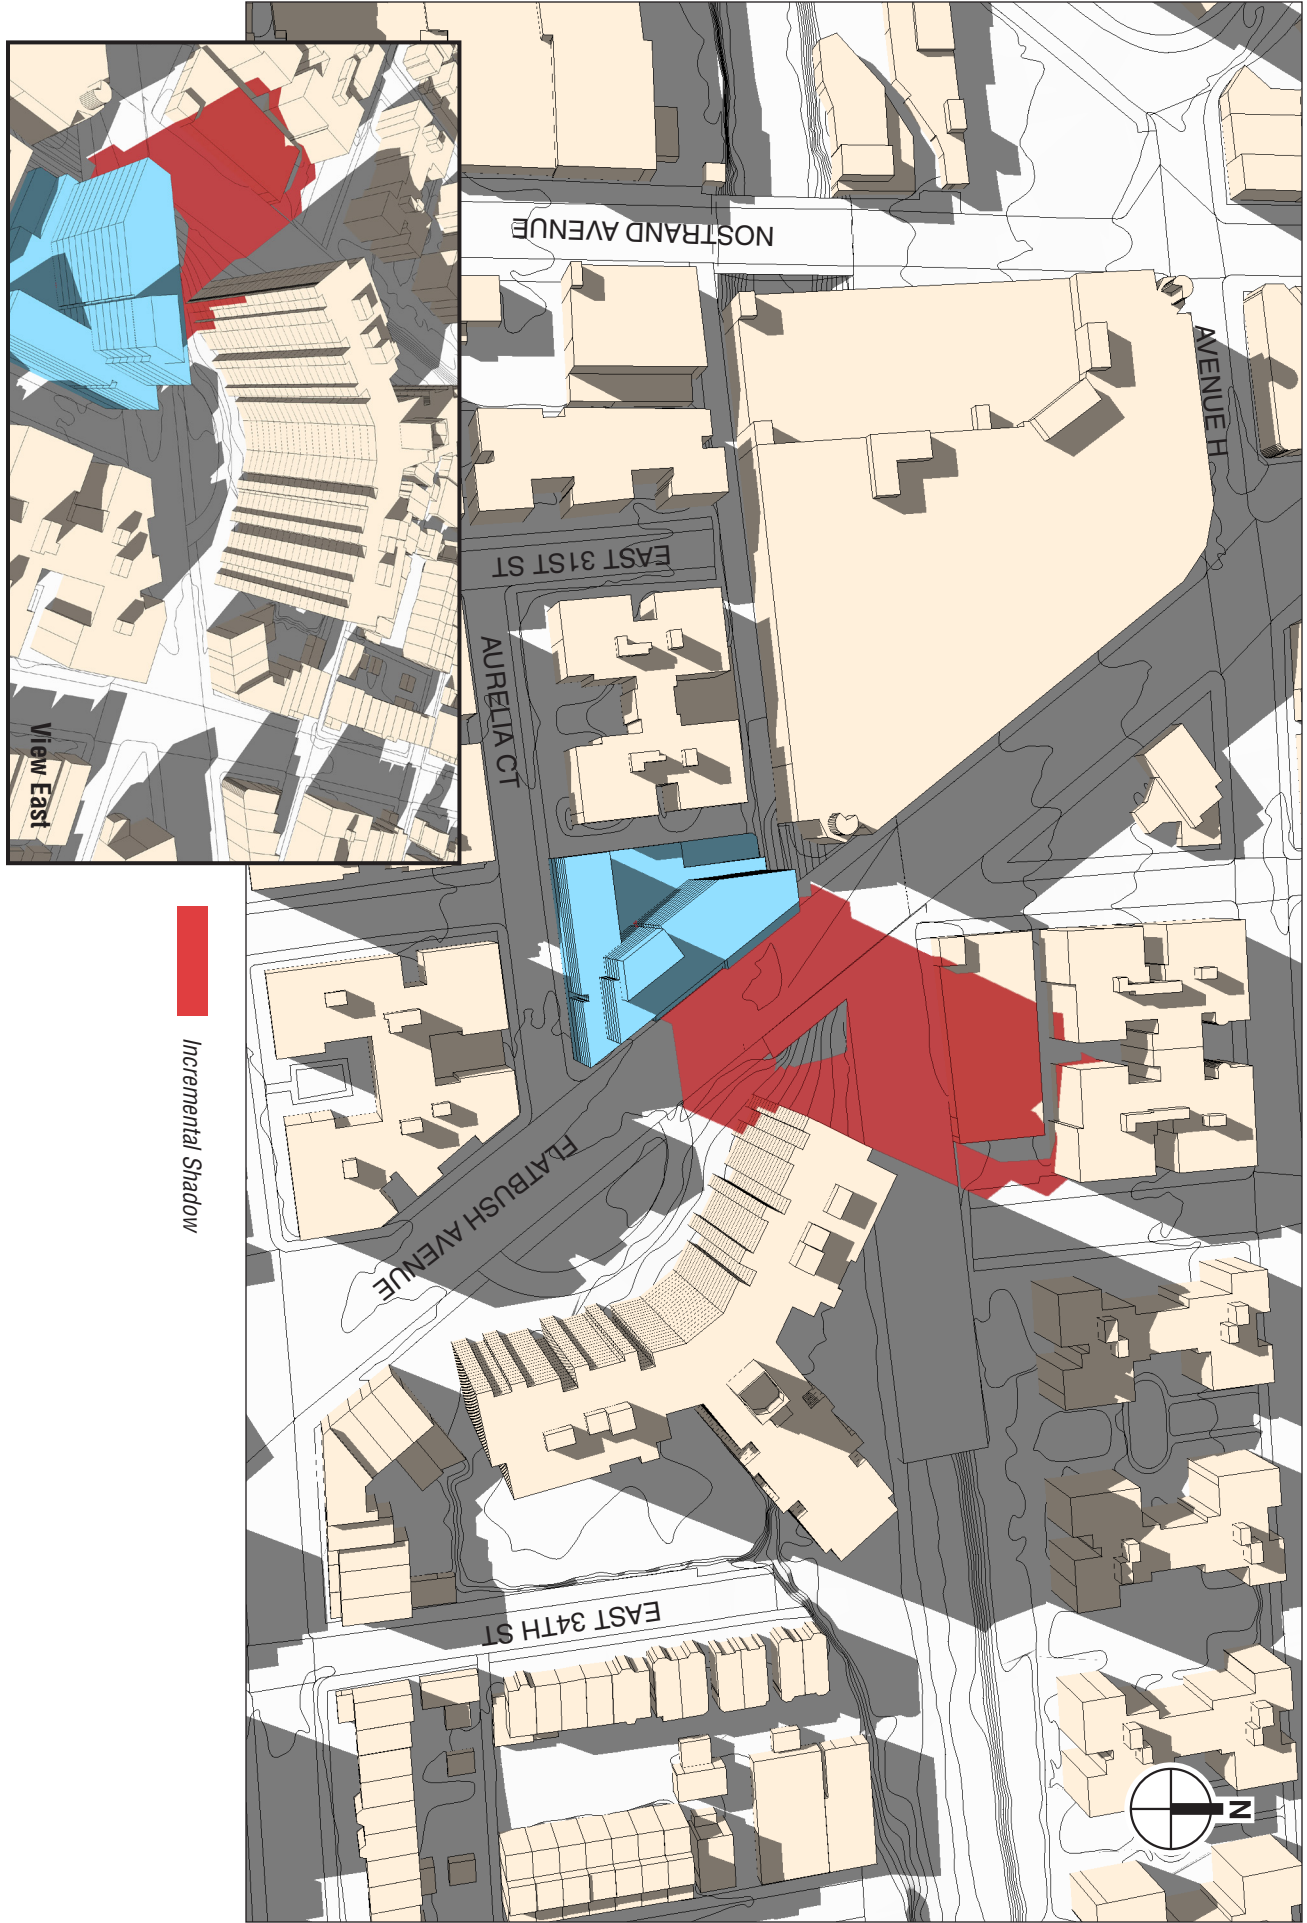 NOSTRAND AVENUE
AVENUE H
EAST 31ST ST
AURELIA CT
FLATBUSH AVENUE
EAST 34TH ST
N
View East
Incremental Shadow